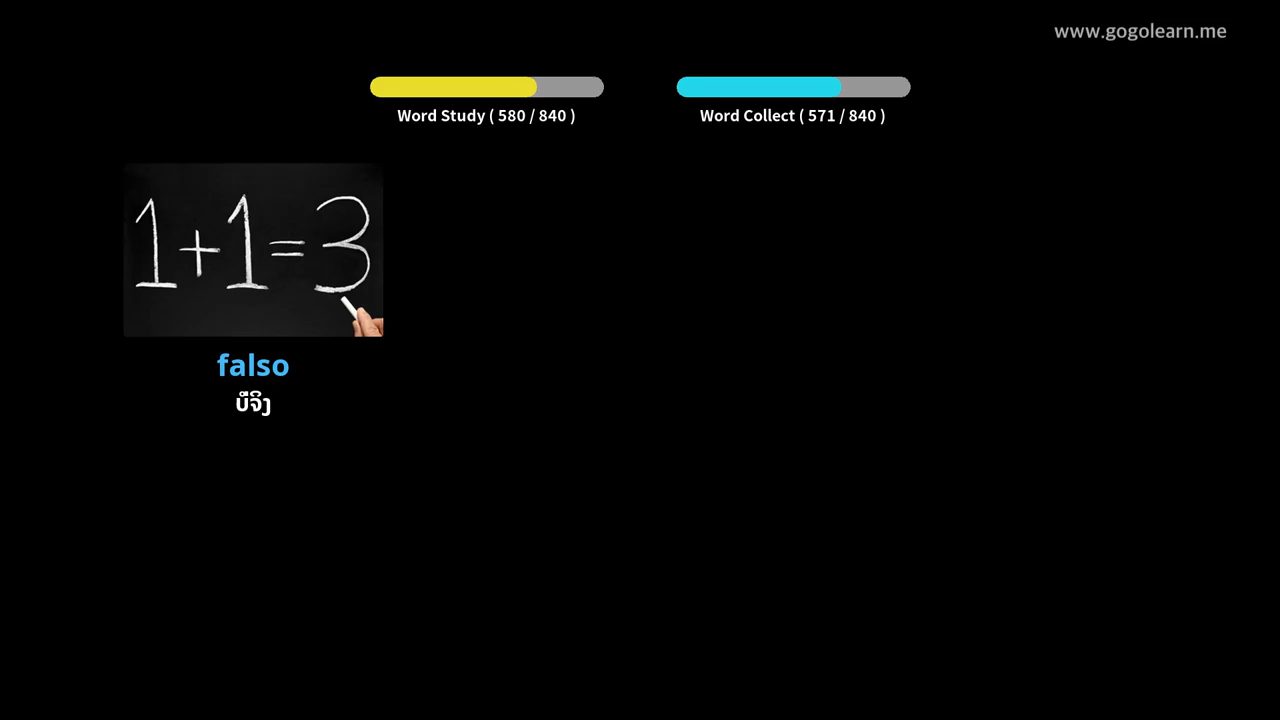 www.gogolearn.me
Word Study ( 580 / 840 )
Word Collect ( 571 / 840 )
1+1=3
falso
ບໍ່ຈິງ